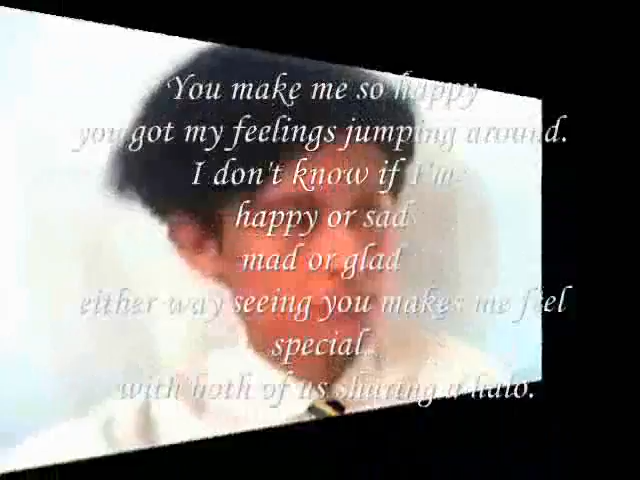 You make me so happy
you got my feelings jumping around.
I don't know if I'm
happy or sad
mad or glad
either way seeing you makes me feel
special.
with both of us sharing a halo.